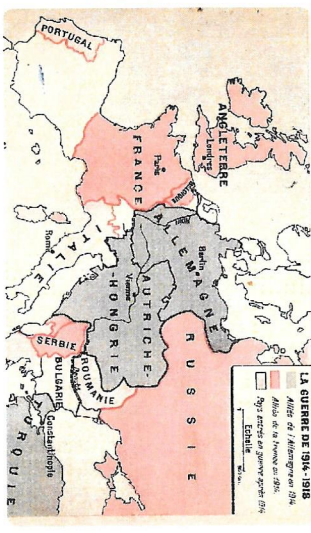 LA GUERRE DE 1914-1918
Alliés de l'Allemagne en 1914
Alliés de la France en 1914
Pays entrés en guerre après 1914
Echelle
PORTUGAL
ANGLETERRE
Londres
BELGIQUE
Paris
FRANCE
ALLEMAGNE
Berlin
RUSSIE
Vienne
AUTRICHE-
HONGRIE
ITALIE
Rome
SERBIE
ROUMANIE
BULGARIE
Constantinople
TURQUIE